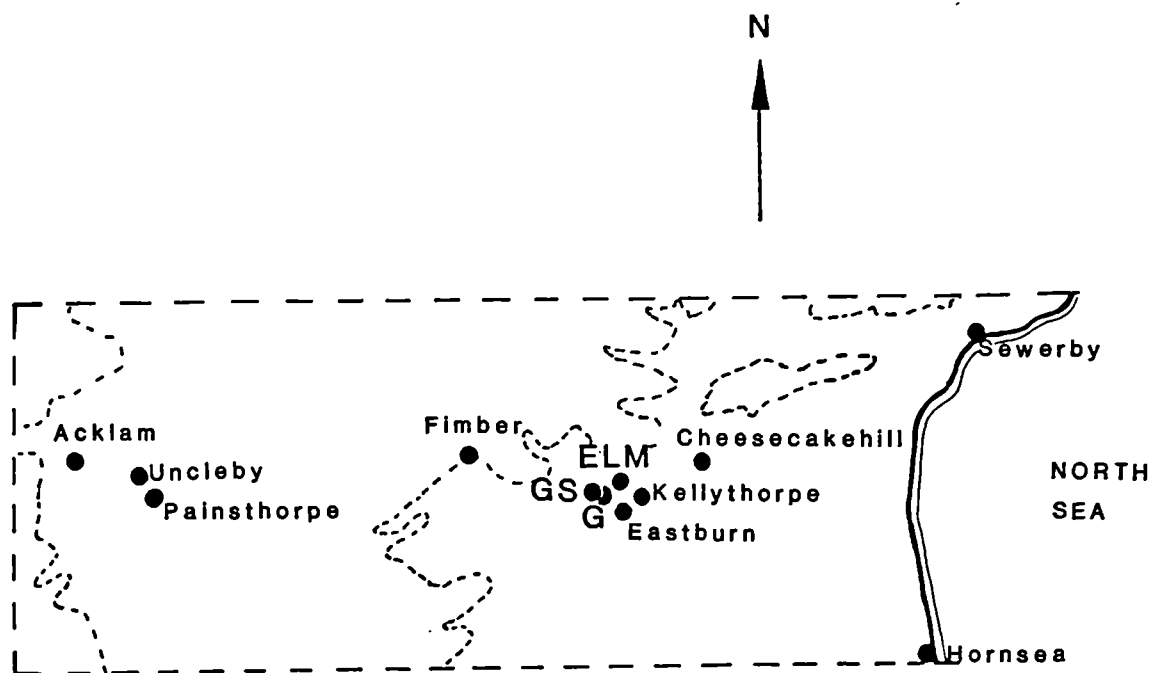 N
Sewerby
Acklam
Fimber
Cheesecakehill
Uncleby
ELM
NORTH
GS
Kellythorpe
Painsthorpe
SEA
G
Eastburn
Hornsea